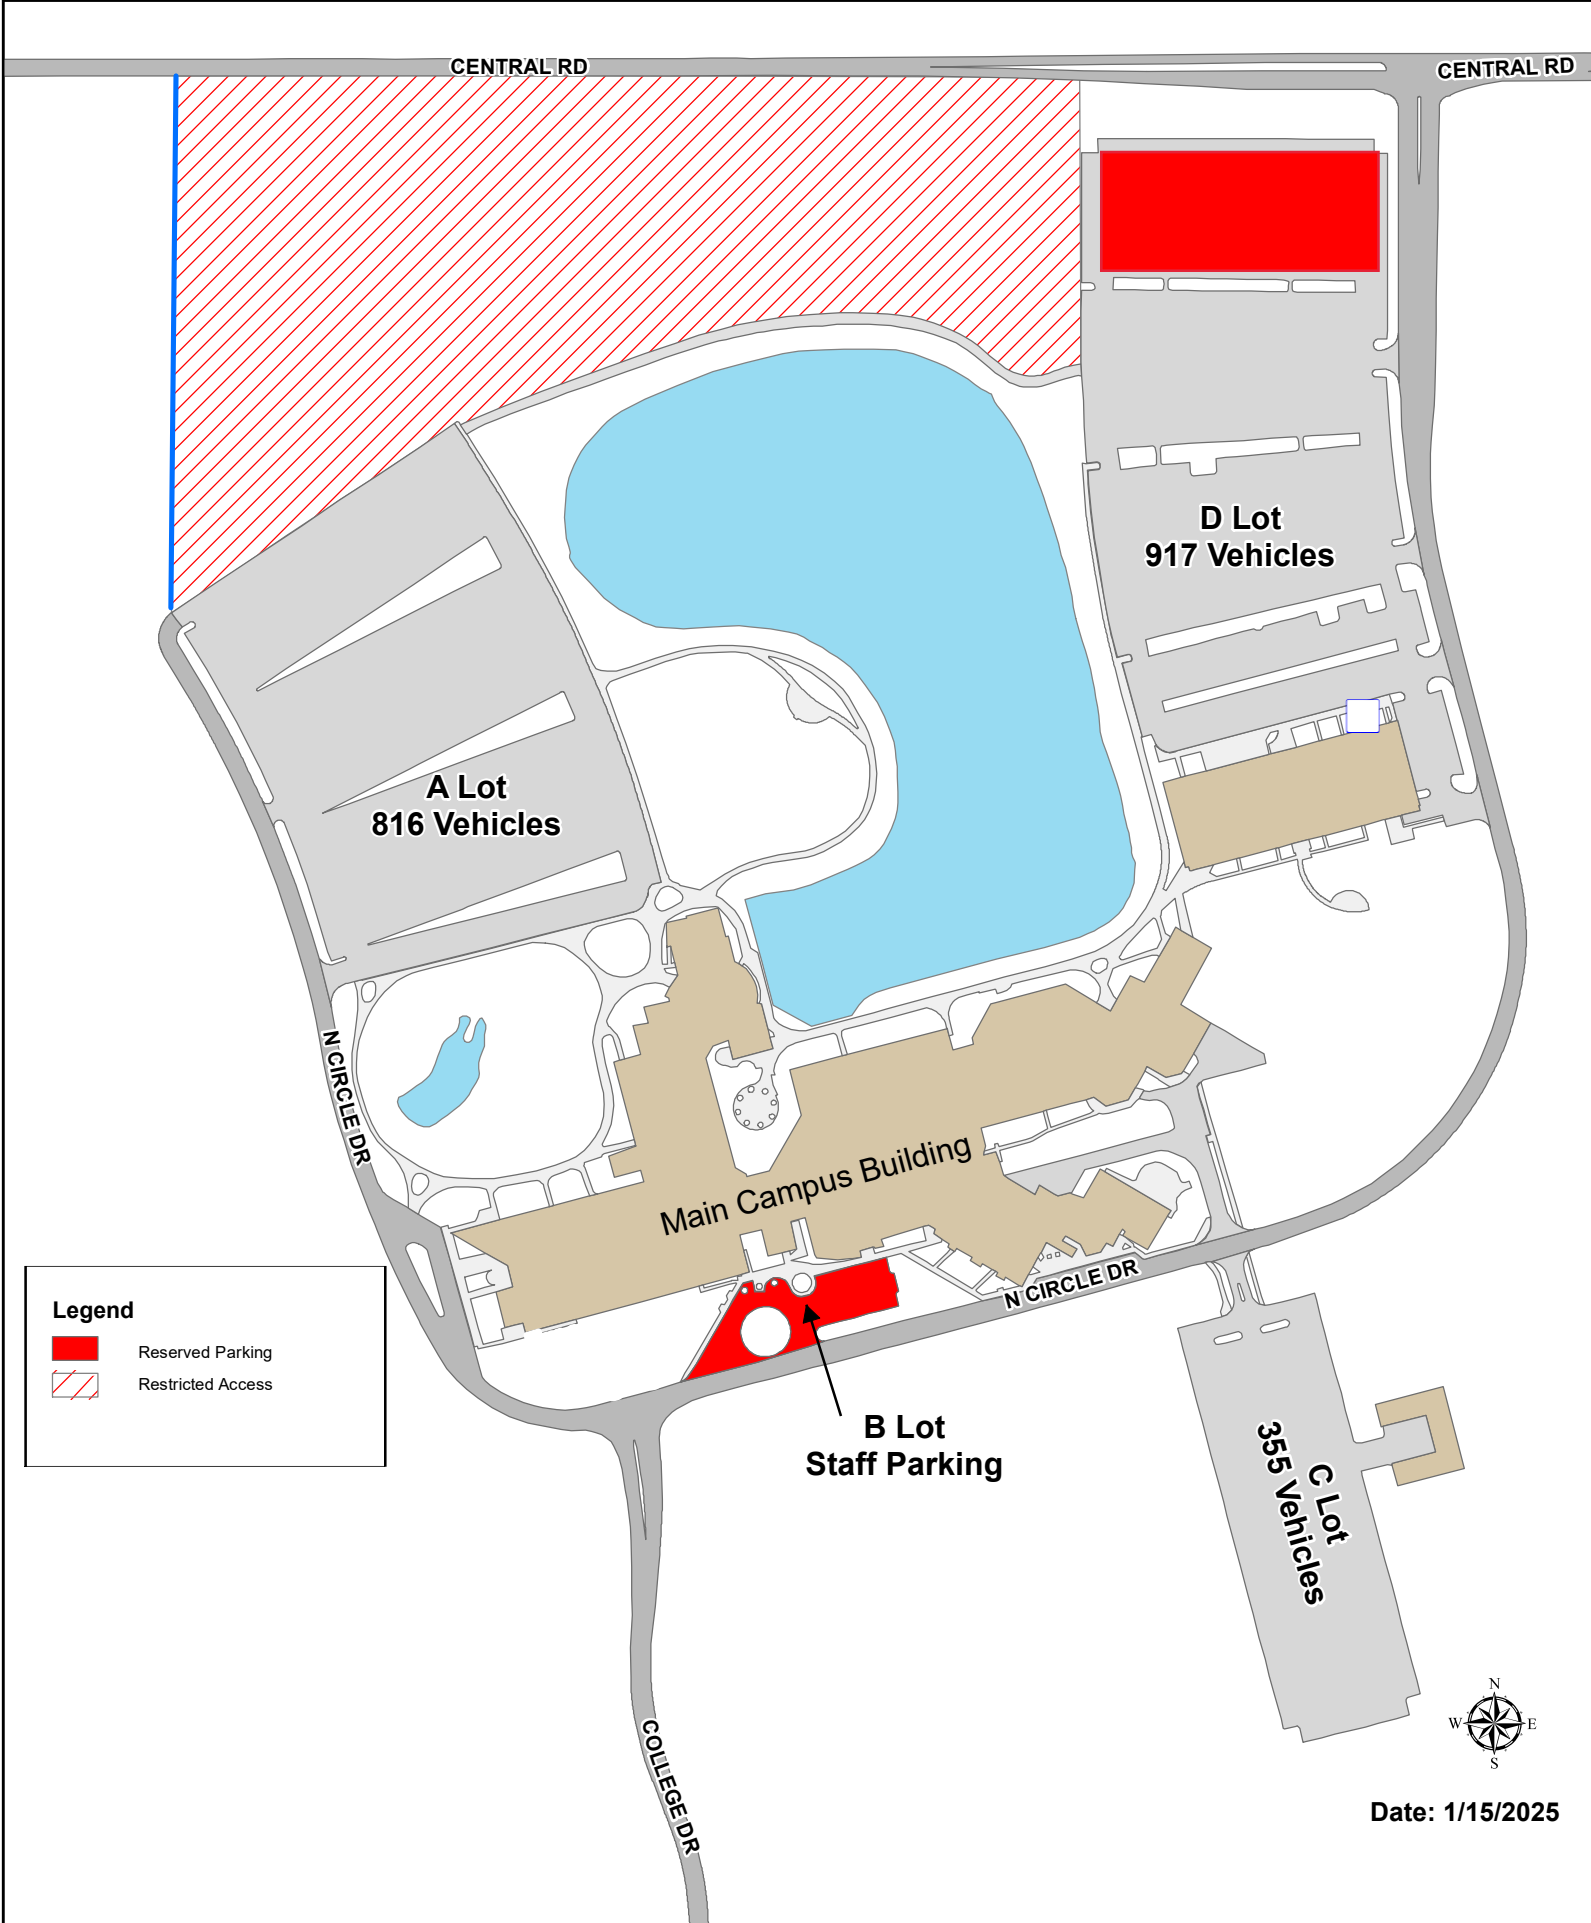 CENTRAL RD
CENTRAL RD
D Lot
917 Vehicles
A Lot
816 Vehicles
N CIRCLE DR
Main Campus Building
N CIRCLE DR
Legend
Reserved Parking
Restricted Access
B Lot
Staff Parking
C Lot
355 Vehicles
COLLEGE DR
N
W E
S
Date: 1/15/2025